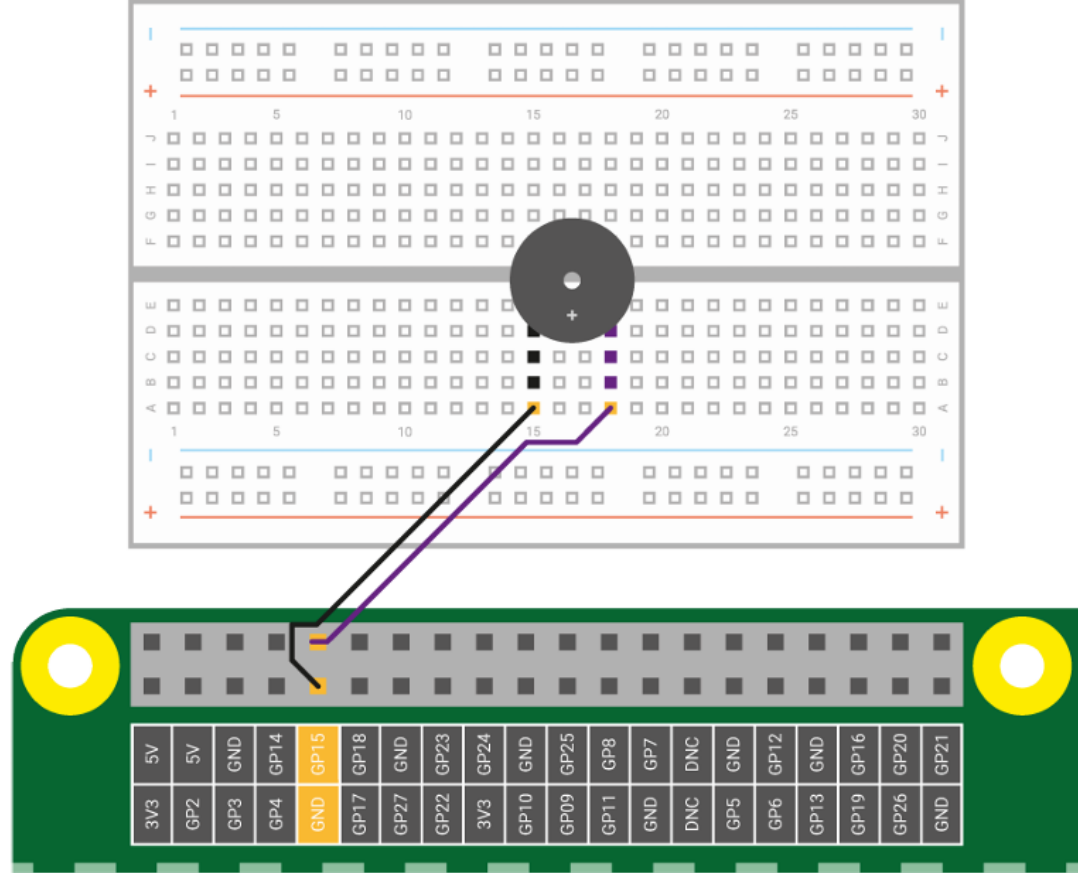 − −
+ +
1 5 10 15 20 25 30
J J
I I
H H
G G
F F
+
E E
D D
C C
B B
A A
1 5 10 15 20 25 30
− −
+ +
5V 5V GND GP14 GP15 GP18 GND GP23 GP24 GND GP25 GP8 GP7 DNC GND GP12 GND GP16 GP20 GP21
3V3 GP2 GP3 GP4 GND GP17 GP27 GP22 3V3 GP10 GP09 GP11 GND DNC GP5 GP6 GP13 GP19 GP26 GND